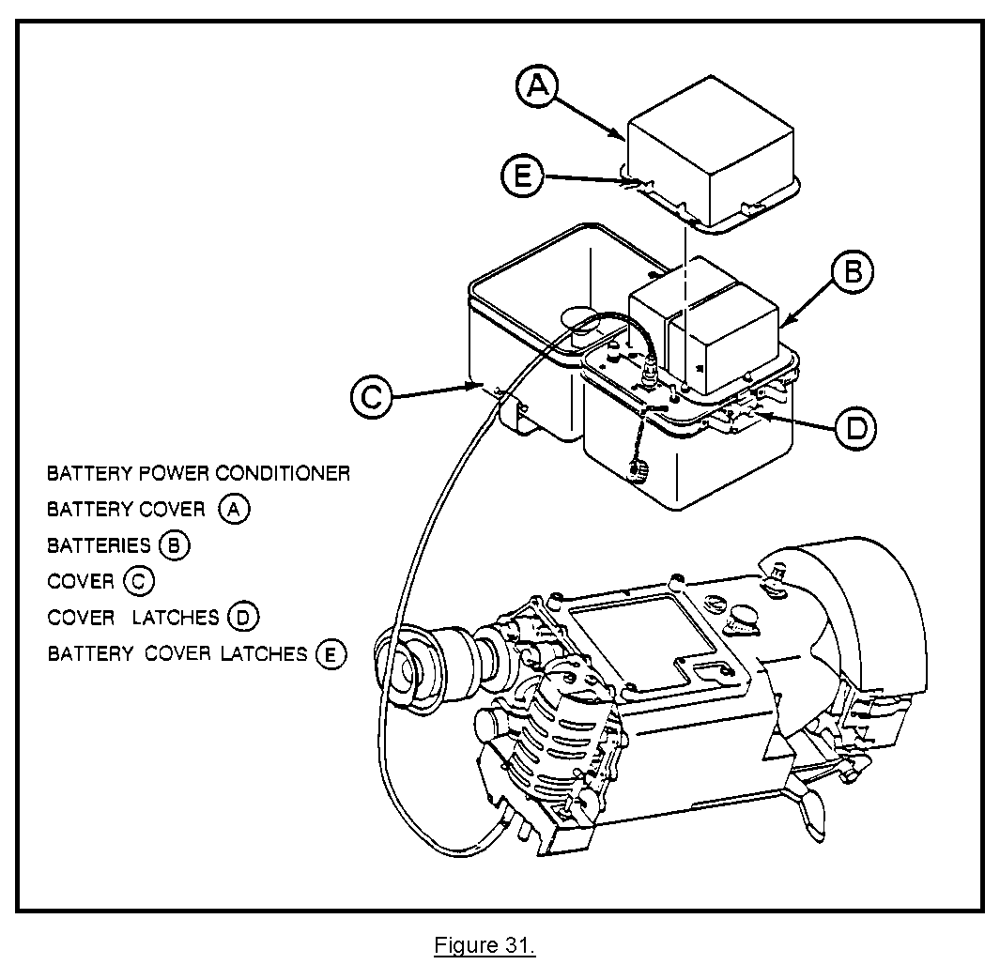 A
E
B
C
D
BATTERY POWER CONDITIONER
BATTERY COVER A
BATTERIES B
COVER C
COVER LATCHES D
BATTERY COVER LATCHES E
Figure 31.